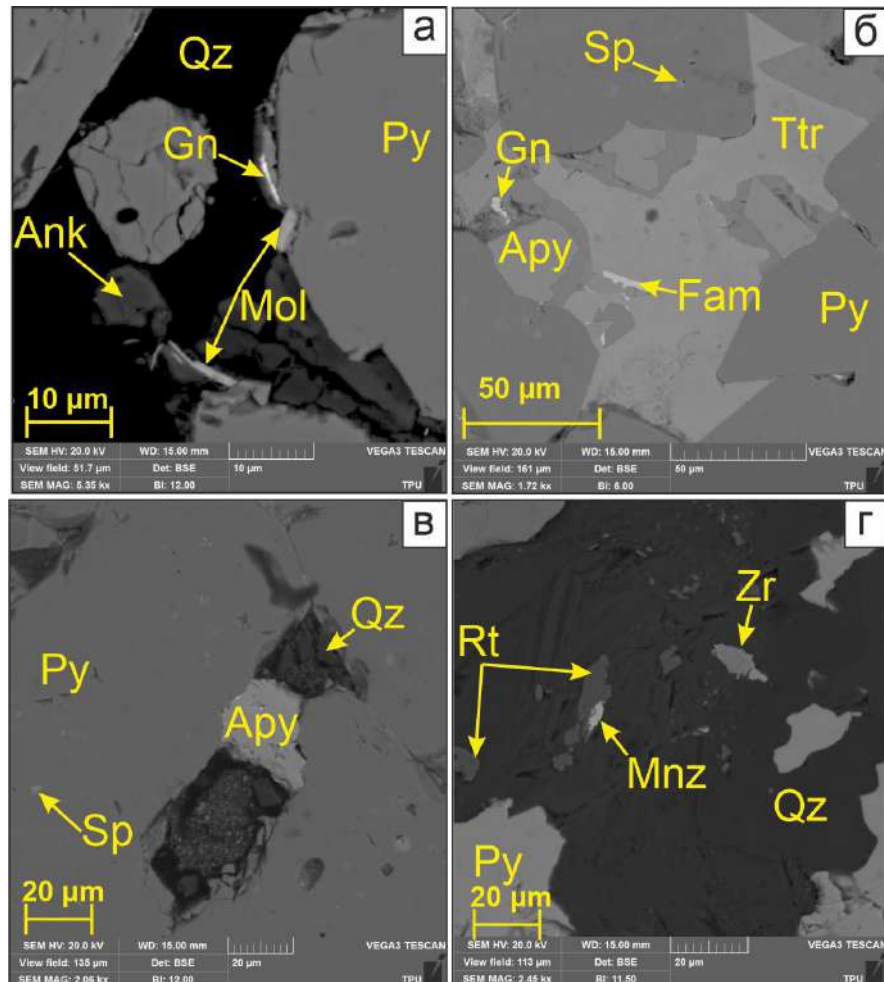 а
Qz
Gn
Py
Ank
Mol
10 µm
SEM HV: 20.0 kV WD: 15.00 mm VEGA3 TESCAN
View field: 51.7 µm Det: BSE 10 µm
SEM MAG: 5.35 kx BI: 12.00 TPU
б
Sp
Ttr
Gn
Apy
Fam
Py
50 µm
SEM HV: 20.0 kV WD: 15.00 mm VEGA3 TESCAN
View field: 161 µm Det: BSE 50 µm
SEM MAG: 1.72 kx BI: 6.00 TPU
в
Qz
Py
Apy
Sp
20 µm
SEM HV: 20.0 kV WD: 15.00 mm VEGA3 TESCAN
View field: 135 µm Det: BSE 20 µm
SEM MAG: 2.06 kx BI: 12.00 TPU
г
Zr
Rt
Mnz
Qz
Py
20 µm
SEM HV: 20.0 kV WD: 15.00 mm VEGA3 TESCAN
View field: 113 µm Det: BSE 20 µm
SEM MAG: 2.45 kx BI: 11.50 TPU